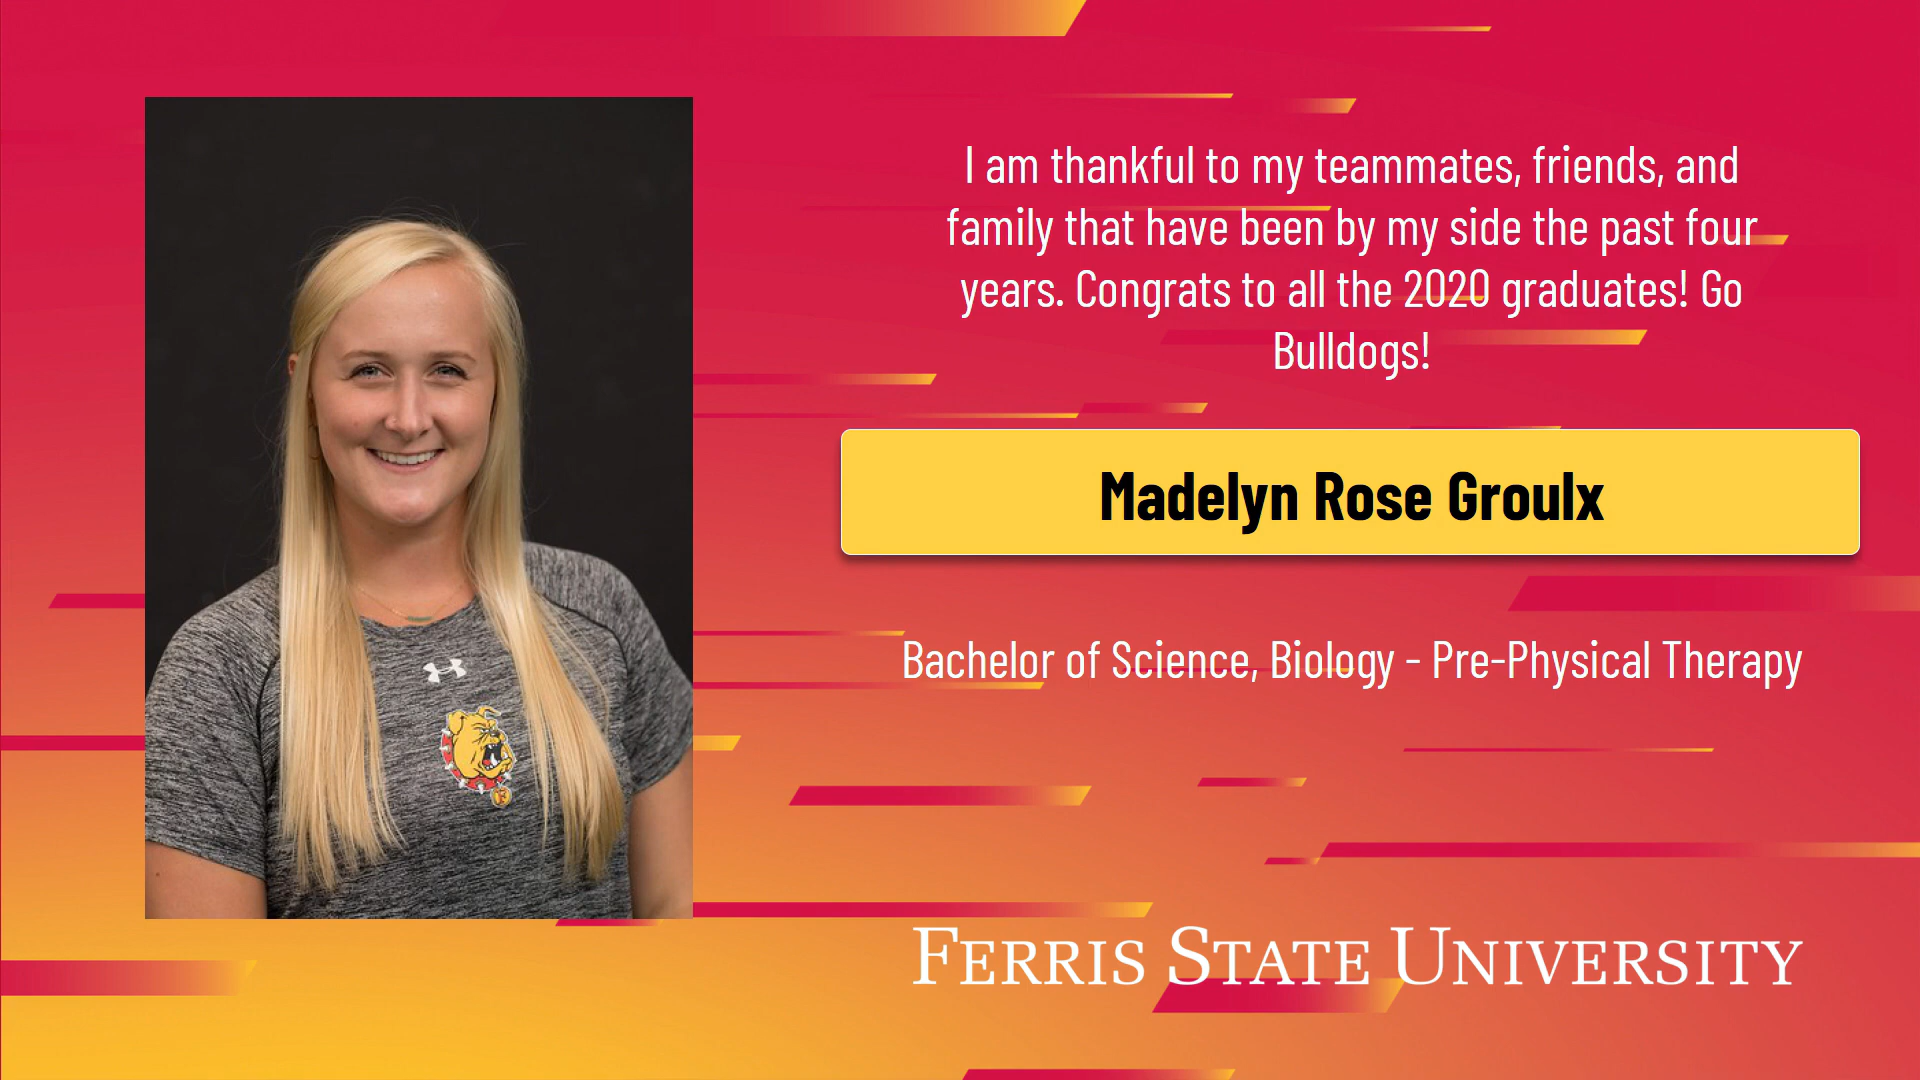 I am thankful to my teammates, friends, and
family that have been by my side the past four
years. Congrats to all the 2020 graduates! Go
Bulldogs!
Madelyn Rose Groulx
Bachelor of Science, Biology - Pre-Physical Therapy
FERRIS STATE UNIVERSITY